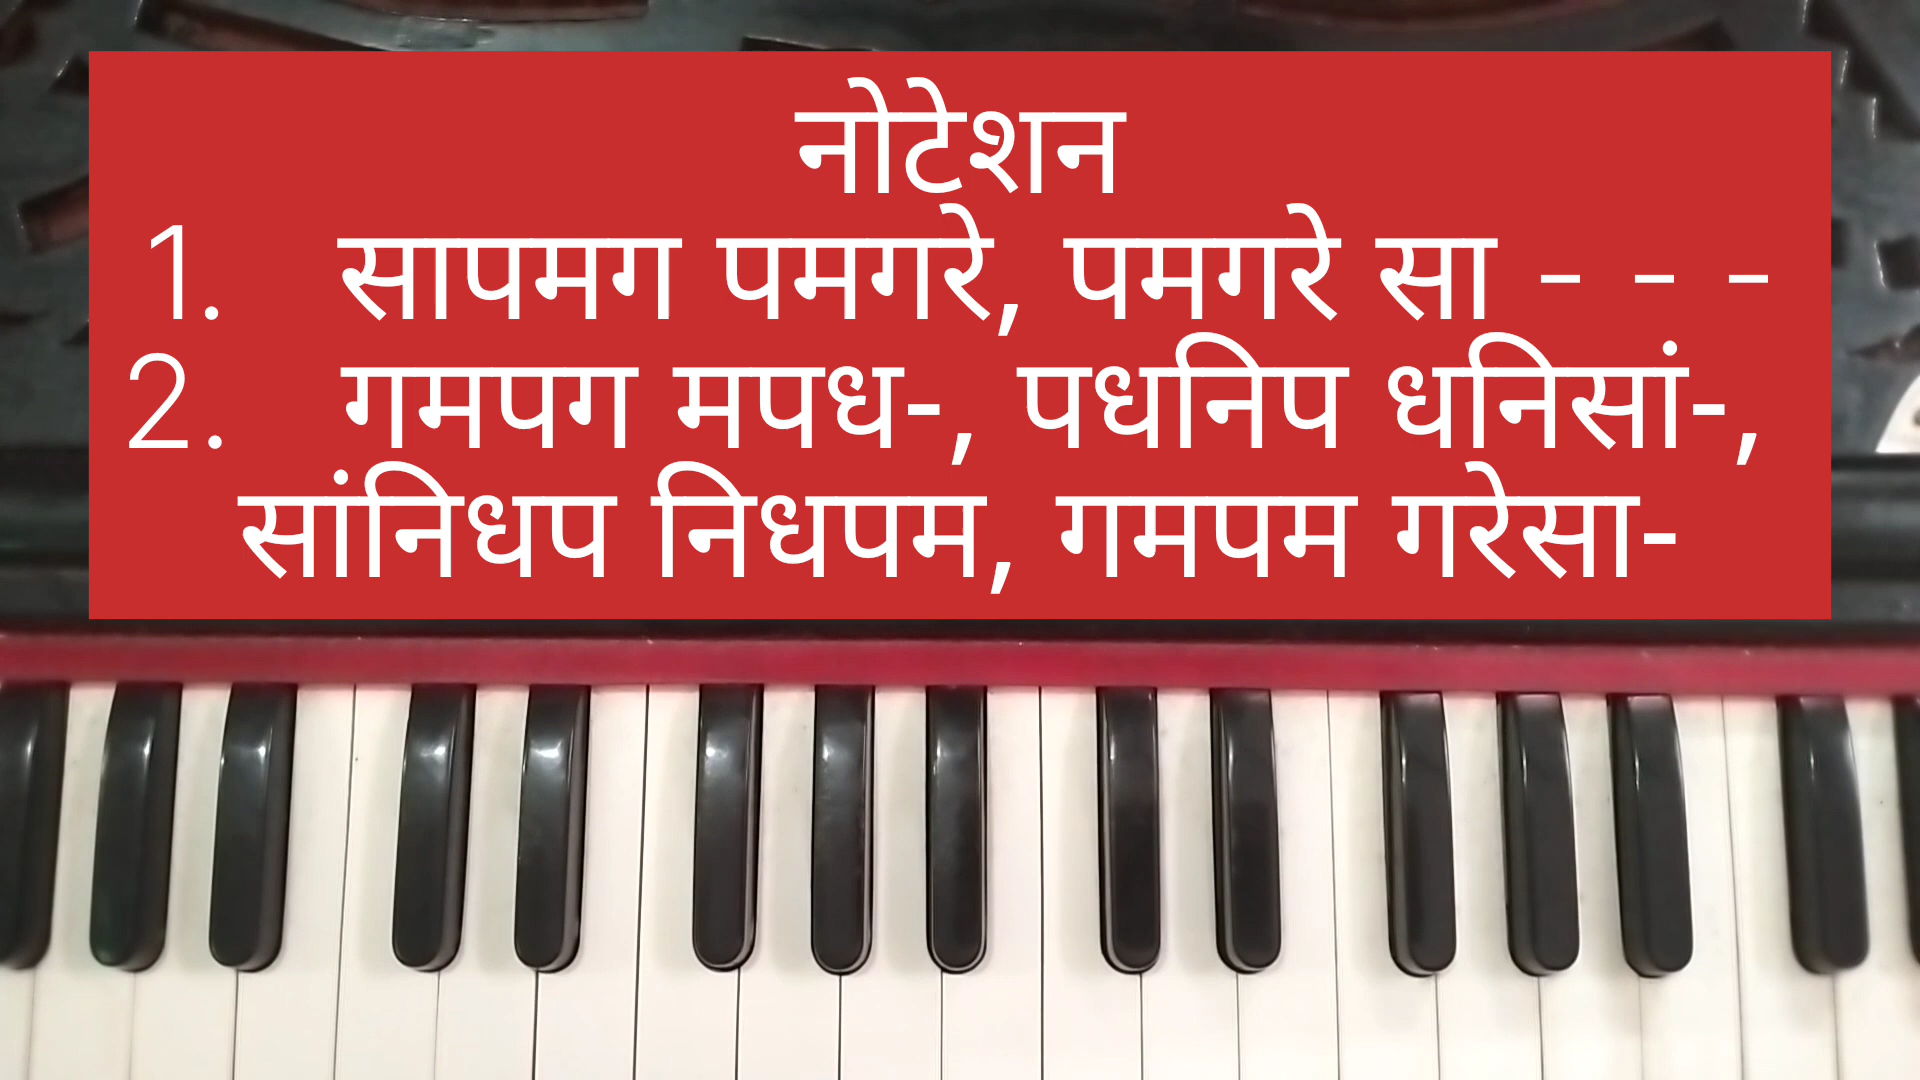 नोटेशन
1. सापमग पमगरे, पमगरे सा - - -
2. गमपग मपध-, पधनिप धनिसां-,
सांनिधप निधपम, गमपम गरेसा-